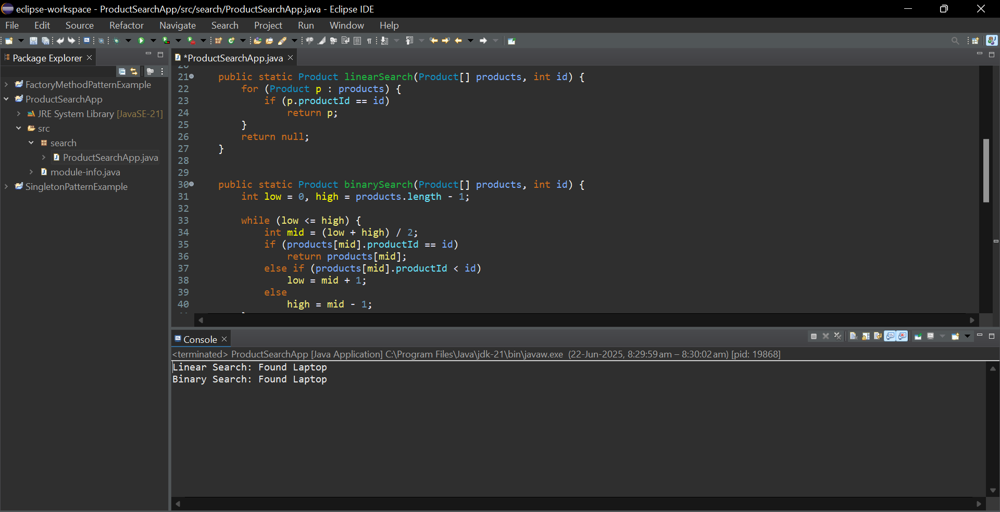 eclipse-workspace - ProductSearchApp/src/search/ProductSearchApp.java - Eclipse IDE
File Edit Source Refactor Navigate Search Project Run Window Help
Package Explorer
FactoryMethodPatternExample
ProductSearchApp
JRE System Library [JavaSE-21]
src
search
ProductSearchApp.java
module-info.java
SingletonPatternExample
*ProductSearchApp.java
21 public static Product linearSearch(Product[] products, int id) {
22 for (Product p : products) {
23 if (p.productId == id)
24 return p;
25 }
26 return null;
27 }
28
29
30 public static Product binarySearch(Product[] products, int id) {
31 int low = 0, high = products.length - 1;
32
33 while (low <= high) {
34 int mid = (low + high) / 2;
35 if (products[mid].productId == id)
36 return products[mid];
37 else if (products[mid].productId < id)
38 low = mid + 1;
39 else
40 high = mid - 1;
Console
<terminated> ProductSearchApp [Java Application] C:\Program Files\Java\jdk-21\bin\javaw.exe (22-Jun-2025, 8:29:59 am – 8:30:02 am) [pid: 19868]
Linear Search: Found Laptop
Binary Search: Found Laptop